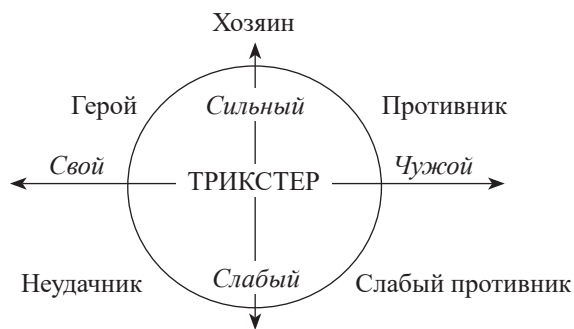 Хозяин
Герой
Сильный
Противник
Свой
ТРИКСТЕР
Чужой
Неудачник
Слабый
Слабый противник